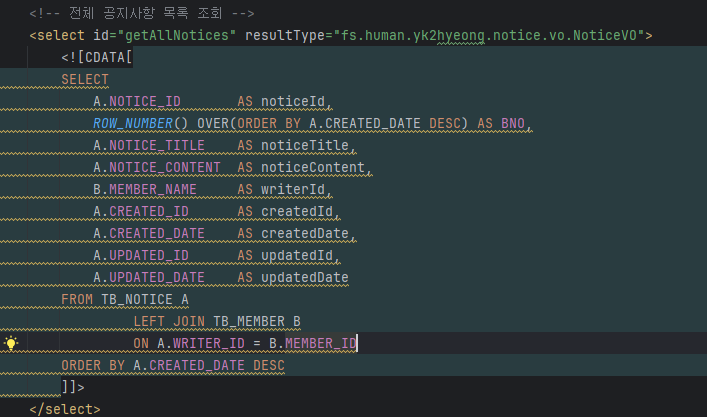 <!-- 전체 공지사항 목록 조회 -->
<select id="getAllNotices" resultType="fs.human.yk2hyeong.notice.vo.NoticeVO">
<![CDATA[
SELECT
A.NOTICE_ID AS noticeId,
ROW_NUMBER() OVER(ORDER BY A.CREATED_DATE DESC) AS BNO,
A.NOTICE_TITLE AS noticeTitle,
A.NOTICE_CONTENT AS noticeContent,
B.MEMBER_NAME AS writerId,
A.CREATED_ID AS createdId,
A.CREATED_DATE AS createdDate,
A.UPDATED_ID AS updatedId,
A.UPDATED_DATE AS updatedDate
FROM TB_NOTICE A
LEFT JOIN TB_MEMBER B
ON A.WRITER_ID = B.MEMBER_ID
ORDER BY A.CREATED_DATE DESC
]]>
</select>